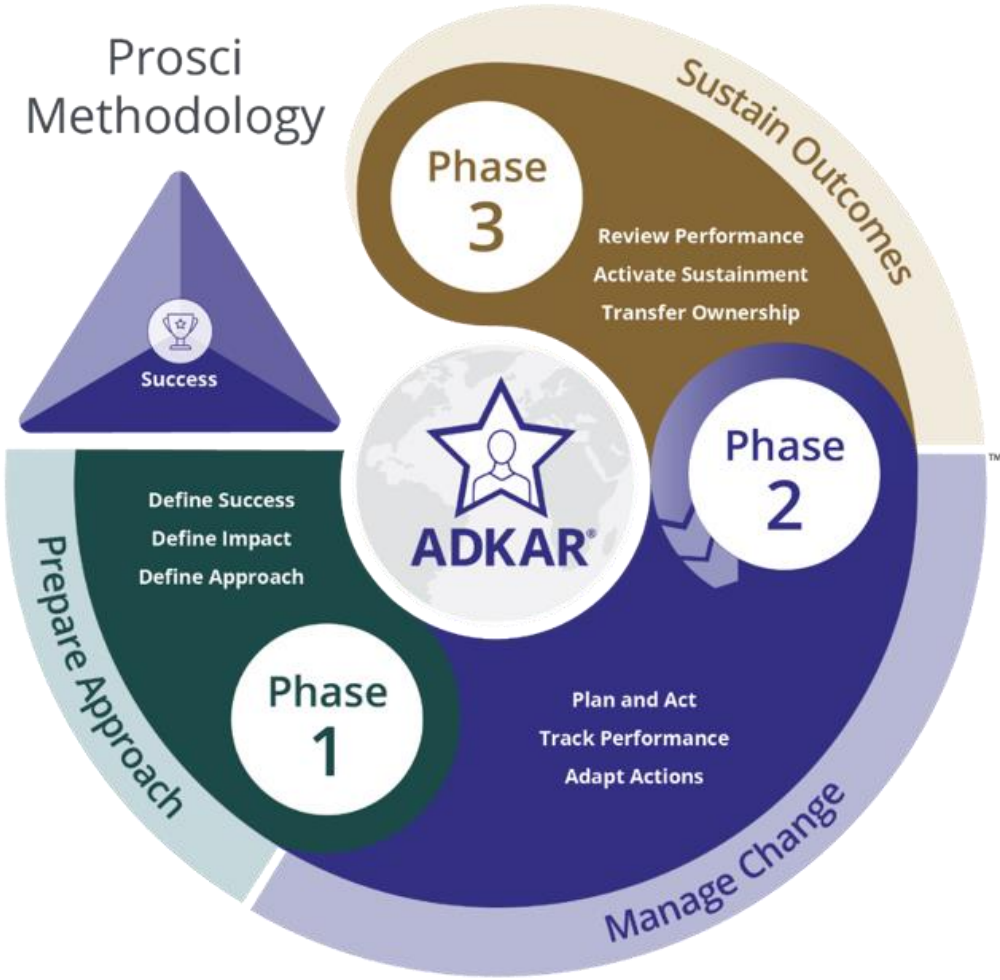 Prosci
Methodology
Success
Prepare Approach
Define Success
Define Impact
Define Approach
Phase
1
Manage Change
Phase
2
Plan and Act
Track Performance
Adapt Actions
Sustain Outcomes
Phase
3
Review Performance
Activate Sustainment
Transfer Ownership
ADKAR®
™